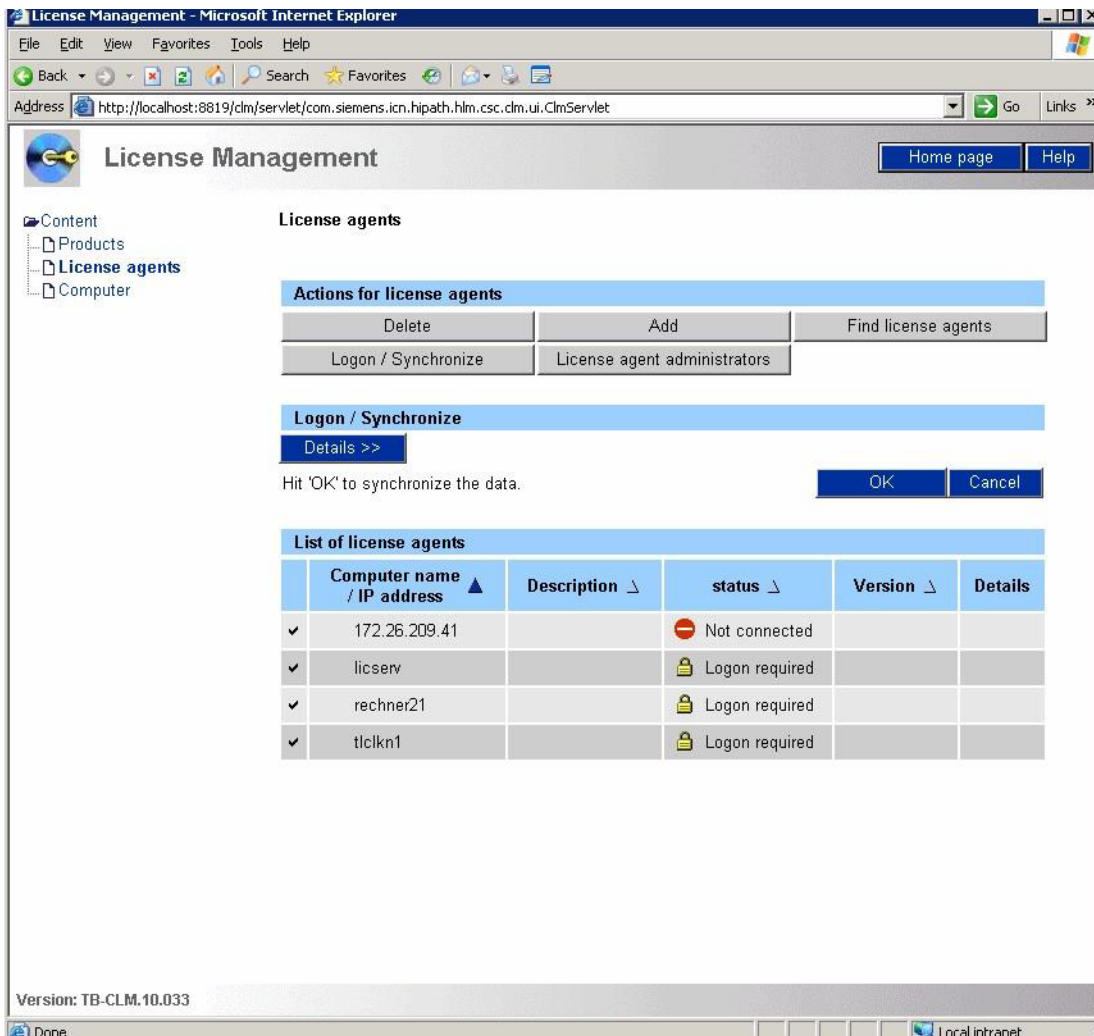 License Management - Microsoft Internet Explorer
File Edit View Favorites Tools Help
Back Search Favorites
Address http://localhost:8819/clm/servlet/com.siemens.icn.hipath.hlm.csc.clm.ui.ClmServlet Go Links »
License Management Home page Help
Content
Products
License agents
Computer
License agents
Actions for license agents
Delete Add Find license agents
Logon / Synchronize License agent administrators
Logon / Synchronize
Details >>
Hit 'OK' to synchronize the data. OK Cancel
List of license agents
Computer name
/ IP address Description status Version Details
172.26.209.41 Not connected
licserv Logon required
rechner21 Logon required
tlclkn1 Logon required
Version: TB-CLM.10.033
Done Local intranet